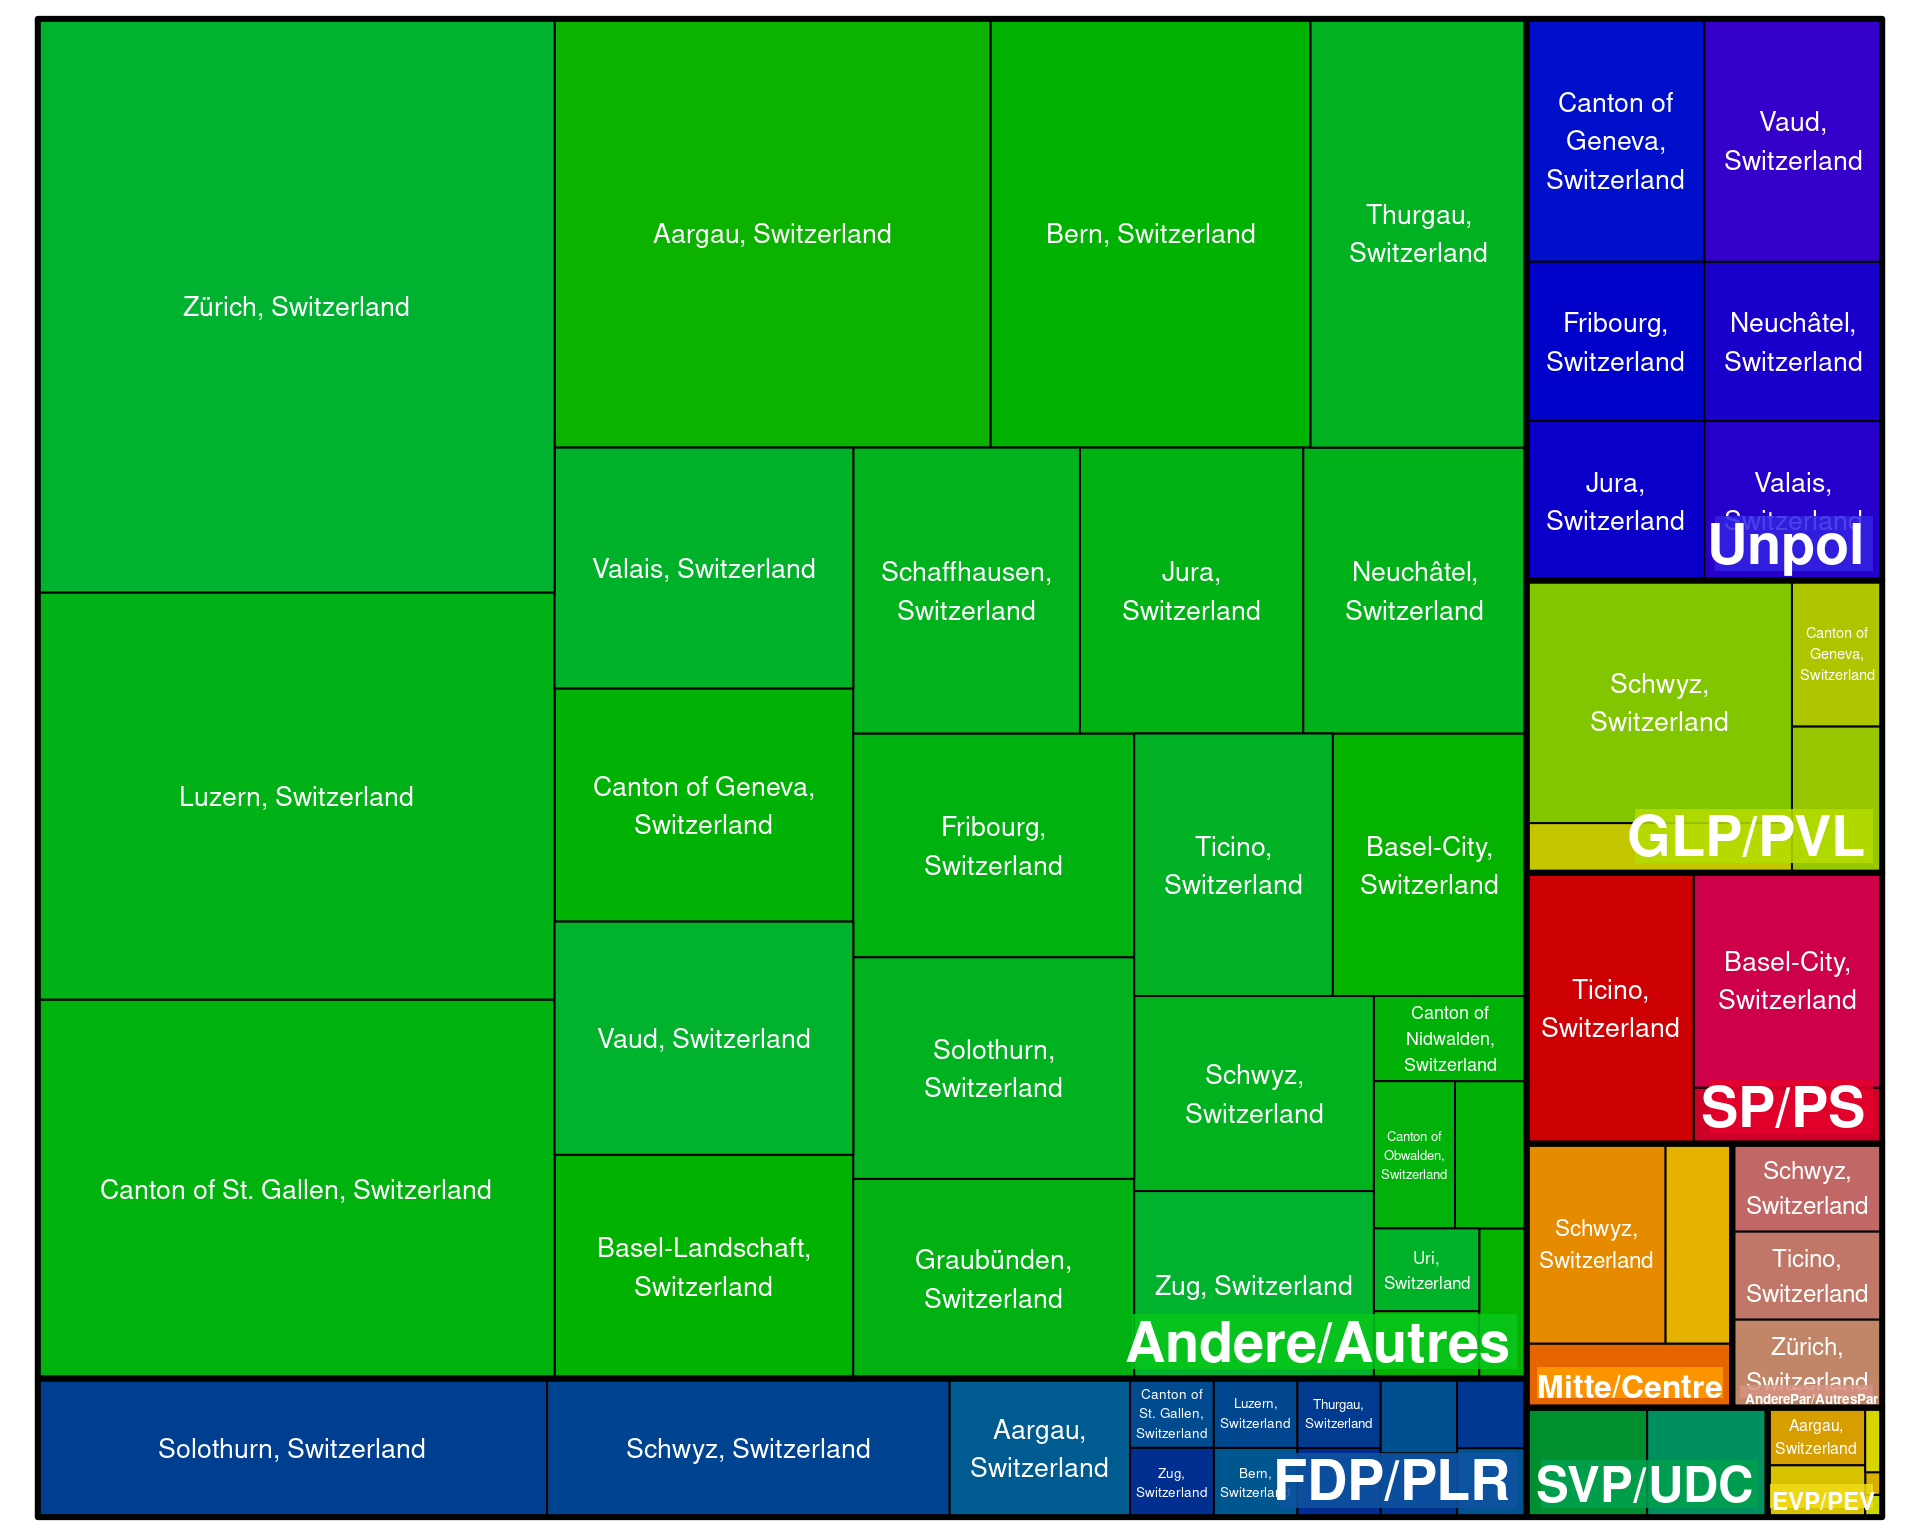 Zürich, Switzerland
Luzern, Switzerland
Canton of St. Gallen, Switzerland
Aargau, Switzerland
Bern, Switzerland
Thurgau,
Switzerland
Valais, Switzerland
Canton of Geneva,
Switzerland
Vaud, Switzerland
Basel-Landschaft,
Switzerland
Schaffhausen,
Switzerland
Jura,
Switzerland
Neuchâtel,
Switzerland
Fribourg,
Switzerland
Solothurn,
Switzerland
Graubünden,
Switzerland
Ticino,
Switzerland
Basel-City,
Switzerland
Schwyz,
Switzerland
Zug, Switzerland
Canton of
Nidwalden,
Switzerland
Canton of
Obwalden,
Switzerland
Uri,
Switzerland
Andere/Autres
Solothurn, Switzerland
Schwyz, Switzerland
Aargau,
Switzerland
Canton of
St. Gallen,
Switzerland
Luzern,
Switzerland
Thurgau,
Switzerland
Zug,
Switzerland
Bern,
Switzerland
FDP/PLR
Canton of
Geneva,
Switzerland
Vaud,
Switzerland
Fribourg,
Switzerland
Neuchâtel,
Switzerland
Jura,
Switzerland
Valais,
Switzerland
Unpol
Schwyz,
Switzerland
Canton of
Geneva,
Switzerland
GLP/PVL
Ticino,
Switzerland
Basel-City,
Switzerland
SP/PS
Schwyz,
Switzerland
Mitte/Centre
Schwyz,
Switzerland
Ticino,
Switzerland
Zürich,
Switzerland
AnderePar/AutresPar
SVP/UDC
Aargau,
Switzerland
EVP/PEV